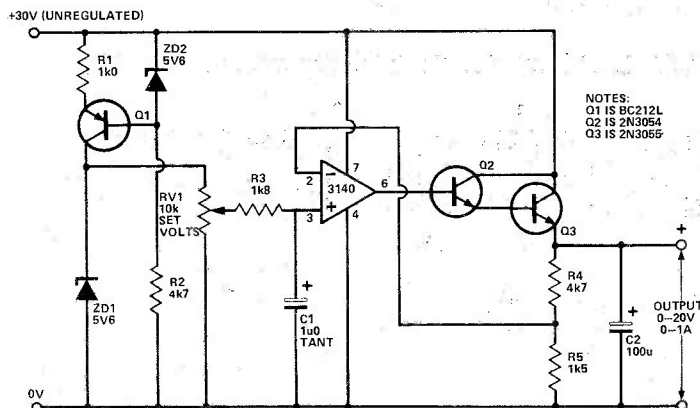 +30V (UNREGULATED)
R1
1k0
ZD2
5V6
Q1
NOTES:
Q1 IS BC212L
Q2 IS 2N3054
Q3 IS 2N3055
RV1
10k
SET
VOLTS
R3
1k8
2
3
7
3140
4
6
Q2
Q3
ZD1
5V6
R2
4k7
+
C1
1u0
TANT
R4
4k7
R5
1k5
+
C2
100u
+
OUTPUT
0—20V
0—1A
0V
-
+